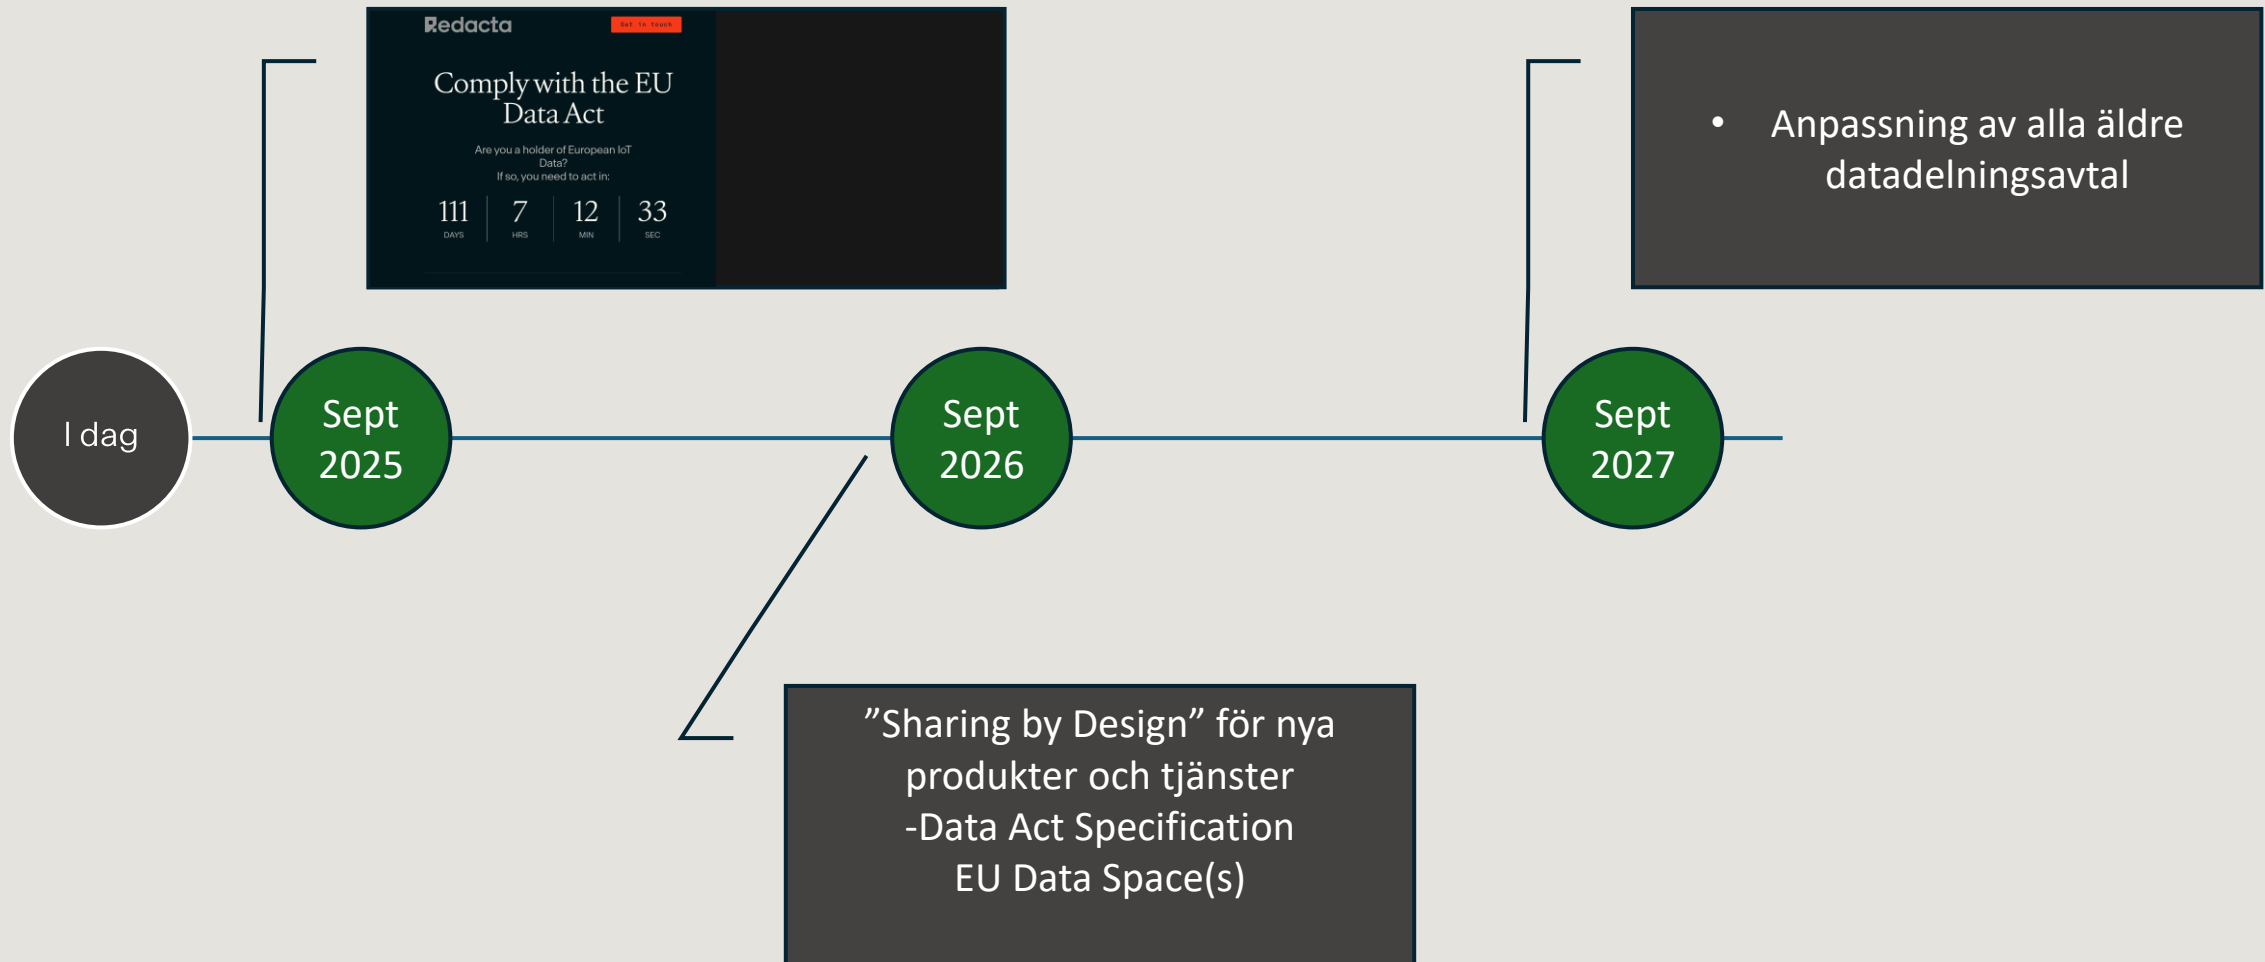 Redacta
Get in touch
Comply with the EU
Data Act
Are you a holder of European IoT
Data?
If so, you need to act in:
111 7 12 33
DAYS HRS MIN SEC
• Anpassning av alla äldre
datadelningsavtal
I dag
Sept
2025
Sept
2026
Sept
2027
”Sharing by Design” för nya
produkter och tjänster
-Data Act Specification
EU Data Space(s)